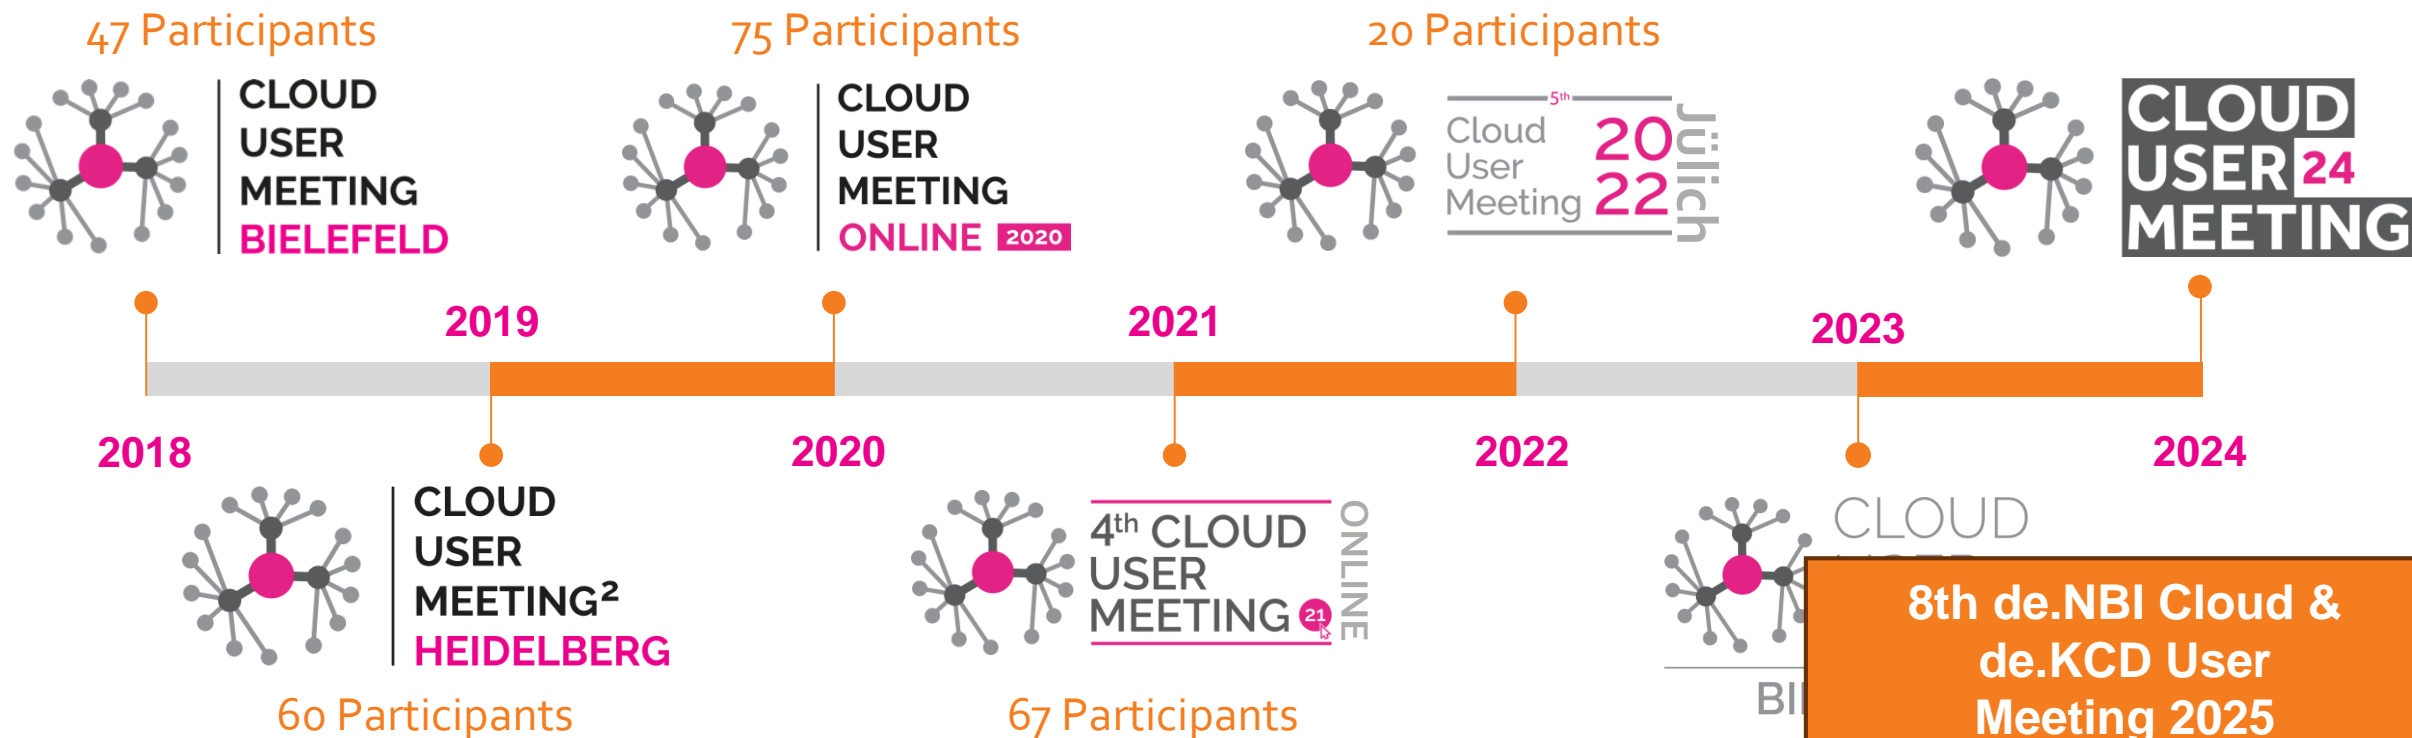 47 Participants
75 Participants
20 Participants
CLOUD
USER
MEETING
BIELEFELD
CLOUD
USER
MEETING
ONLINE 2020
5th
Cloud
User
Meeting
20
22
Jülich
CLOUD
USER 24
MEETING
2019
2021
2023
2018
2020
2022
2024
CLOUD
USER
MEETING²
HEIDELBERG
4th CLOUD
USER
MEETING 21
ONLINE
CLOUD
8th de.NBI Cloud &
de.KCD User
Meeting 2025
60 Participants
67 Participants